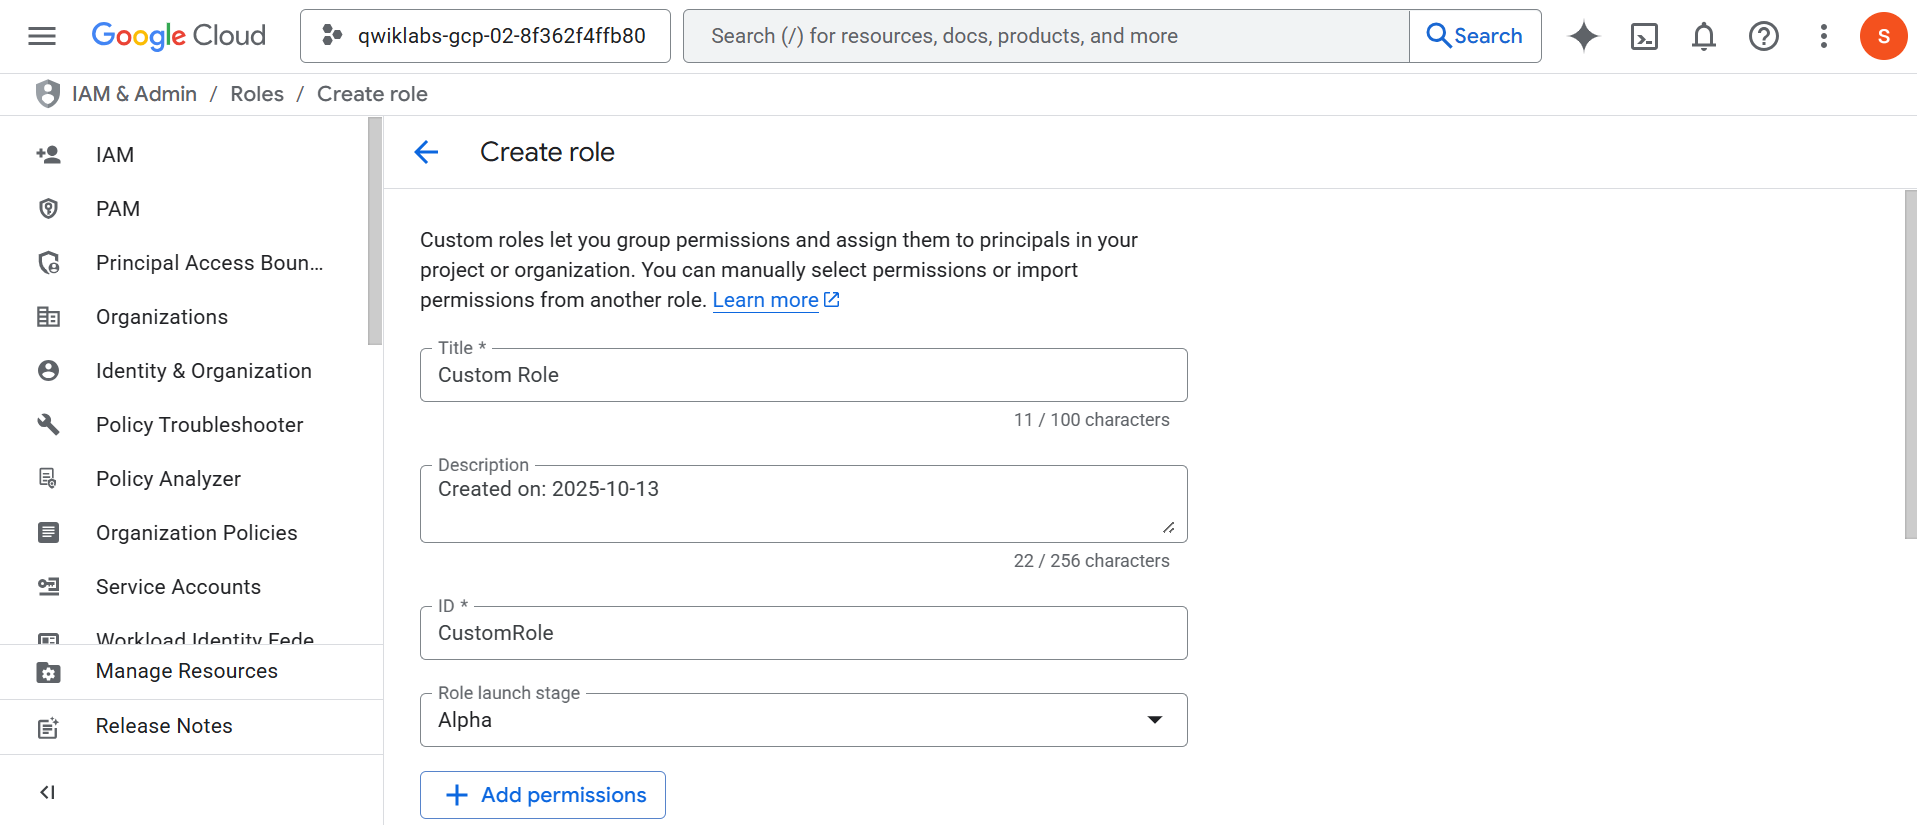 Google Cloud
qwiklabs-gcp-02-8f362f4ffb80
Search (/) for resources, docs, products, and more
Search
S
IAM & Admin / Roles / Create role
IAM
PAM
Principal Access Boun...
Organizations
Identity & Organization
Policy Troubleshooter
Policy Analyzer
Organization Policies
Service Accounts
Workload Identity Fede
Manage Resources
Release Notes
Create role
Custom roles let you group permissions and assign them to principals in your
project or organization. You can manually select permissions or import
permissions from another role. Learn more
Title *
Custom Role
11 / 100 characters
Description
Created on: 2025-10-13
22 / 256 characters
ID *
CustomRole
Role launch stage
Alpha
Add permissions